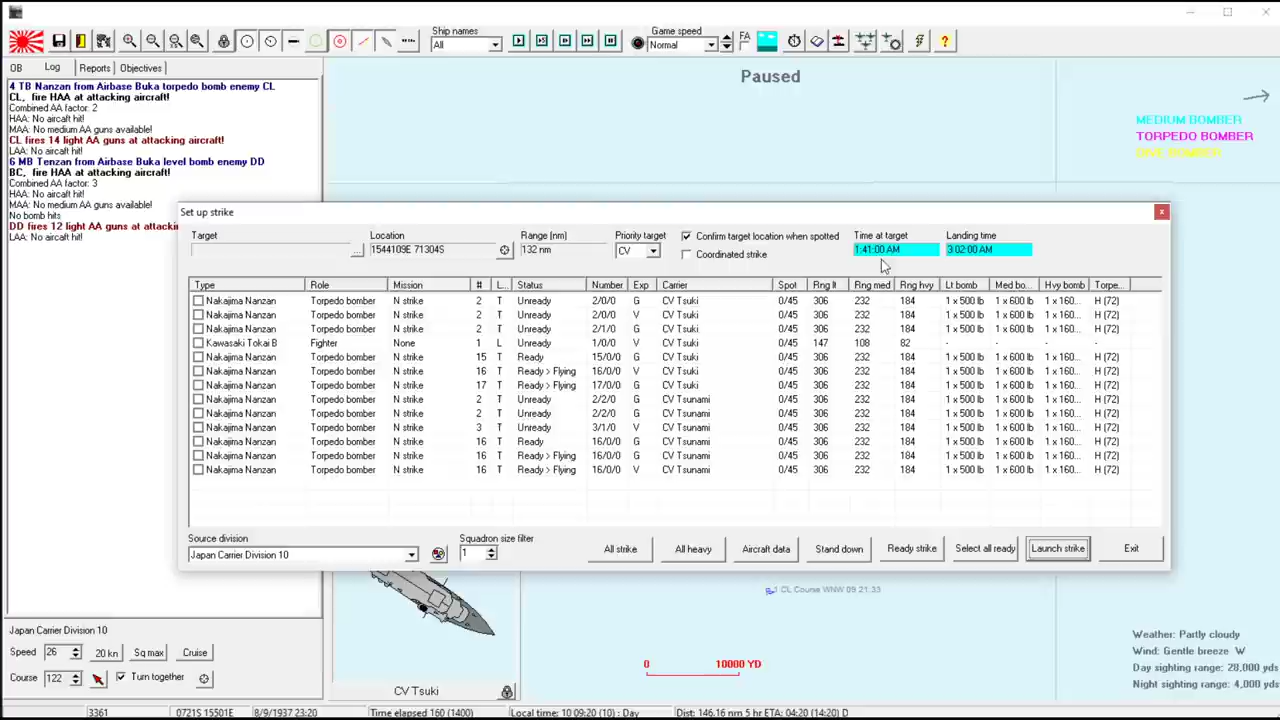 Ship names
Game speed
All
Normal
FA
OB Log Reports Objectives
4 TB Nanzan from Airbase Buka torpedo bomb enemy CL
CL, fire HAA at attacking aircraft!
Combined AA factor: 2
HAA: No aircaft hit!
MAA: No medium AA guns available!
CL fires 14 light AA guns at attacking aircraft!
LAA: No aircaft hit!
6 MB Tenzan from Airbase Buka level bomb enemy DD
BC, fire HAA at attacking aircraft!
Combined AA factor: 3
HAA: No aircaft hit!
MAA: No medium AA guns available!
No bomb hits
DD fires 12 light AA guns at attackin
LAA: No aircaft hit!
Paused
MEDIUM BOMBER
TORPEDO BOMBER
DIVE BOMBER
Set up strike
Target Location Range (nm) Priority target Confirm target location when spotted Time at target Landing time
... 1544109E 71304S 132 nm CV Coordinated strike 1:41:00 AM 3:02:00 AM
Type Role Mission # L... Status Number Exp Carrier Spot Rng lt Rng med Rng hvy Lt bomb Med bo... Hvy bomb Torpe...
Nakajima Nanzan Torpedo bomber N strike 2 T Unready 2/0/0 G CV Tsuki 0/45 306 232 184 1 x 500 lb 1 x 600 lb 1 x 160... H (72)
Nakajima Nanzan Torpedo bomber N strike 2 T Unready 2/0/0 V CV Tsuki 0/45 306 232 184 1 x 500 lb 1 x 600 lb 1 x 160... H (72)
Nakajima Nanzan Torpedo bomber N strike 2 T Unready 2/1/0 G CV Tsuki 0/45 306 232 184 1 x 500 lb 1 x 600 lb 1 x 160... H (72)
Kawasaki Tokai B Fighter None 1 L Unready 1/0/0 V CV Tsuki 0/45 147 108 82 - - - -
Nakajima Nanzan Torpedo bomber N strike 15 T Ready 15/0/0 G CV Tsuki 0/45 306 232 184 1 x 500 lb 1 x 600 lb 1 x 160... H (72)
Nakajima Nanzan Torpedo bomber N strike 16 T Ready > Flying 16/0/0 V CV Tsuki 0/45 306 232 184 1 x 500 lb 1 x 600 lb 1 x 160... H (72)
Nakajima Nanzan Torpedo bomber N strike 17 T Ready > Flying 17/0/0 G CV Tsuki 0/45 306 232 184 1 x 500 lb 1 x 600 lb 1 x 160... H (72)
Nakajima Nanzan Torpedo bomber N strike 2 T Unready 2/2/0 G CV Tsunami 0/45 306 232 184 1 x 500 lb 1 x 600 lb 1 x 160... H (72)
Nakajima Nanzan Torpedo bomber N strike 2 T Unready 2/2/0 G CV Tsunami 0/45 306 232 184 1 x 500 lb 1 x 600 lb 1 x 160... H (72)
Nakajima Nanzan Torpedo bomber N strike 3 T Unready 3/1/0 V CV Tsunami 0/45 306 232 184 1 x 500 lb 1 x 600 lb 1 x 160... H (72)
Nakajima Nanzan Torpedo bomber N strike 16 T Ready 16/0/0 G CV Tsunami 0/45 306 232 184 1 x 500 lb 1 x 600 lb 1 x 160... H (72)
Nakajima Nanzan Torpedo bomber N strike 16 T Ready > Flying 16/0/0 G CV Tsunami 0/45 306 232 184 1 x 500 lb 1 x 600 lb 1 x 160... H (72)
Nakajima Nanzan Torpedo bomber N strike 16 T Ready > Flying 16/0/0 V CV Tsunami 0/45 306 232 184 1 x 500 lb 1 x 600 lb 1 x 160... H (72)
Source division Squadron size filter
Japan Carrier Division 10 1 All strike All heavy Aircraft data Stand down Ready strike Select all ready Launch strike Exit
1 CL Course WNW 09 21:33
Japan Carrier Division 10
Speed 26 20 kn Sq max Cruise
Course 122 Turn together
CV Tsuki
0 10000 YD
Weather: Partly cloudy
Wind: Gentle breeze W
Day sighting range: 28,000 yds
Night sighting range: 4,000 yds
3361 0721S 15501E 8/9/1937 23:20 Time elapsed 160 (1400) Local time: 10 09:20 (10) : Day Dist: 146.16 nm 5 hr ETA: 04:20 (14:20) D